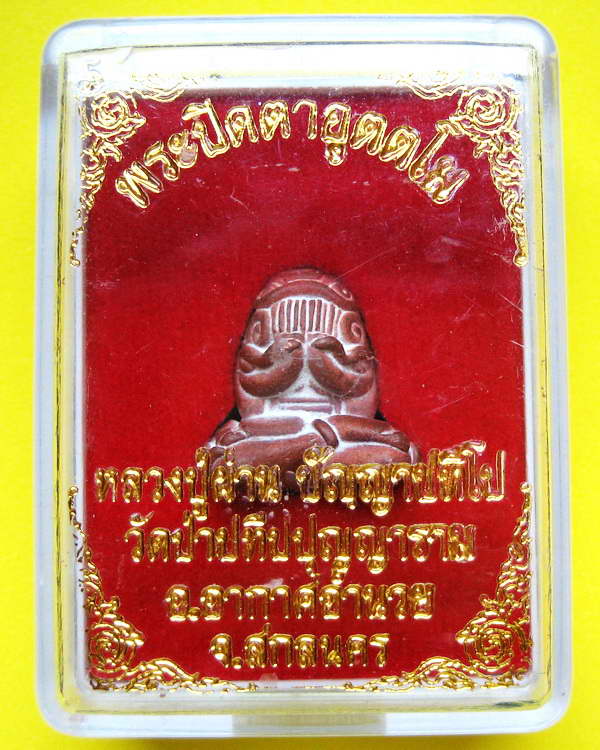 พระปิดตาอุตตโม
หลวงปู่ผ่าน ปัญญาปทีโป
วัดป่าปทีปปุญญาราม
อ.อากาศอำนวย
จ.สกลนคร